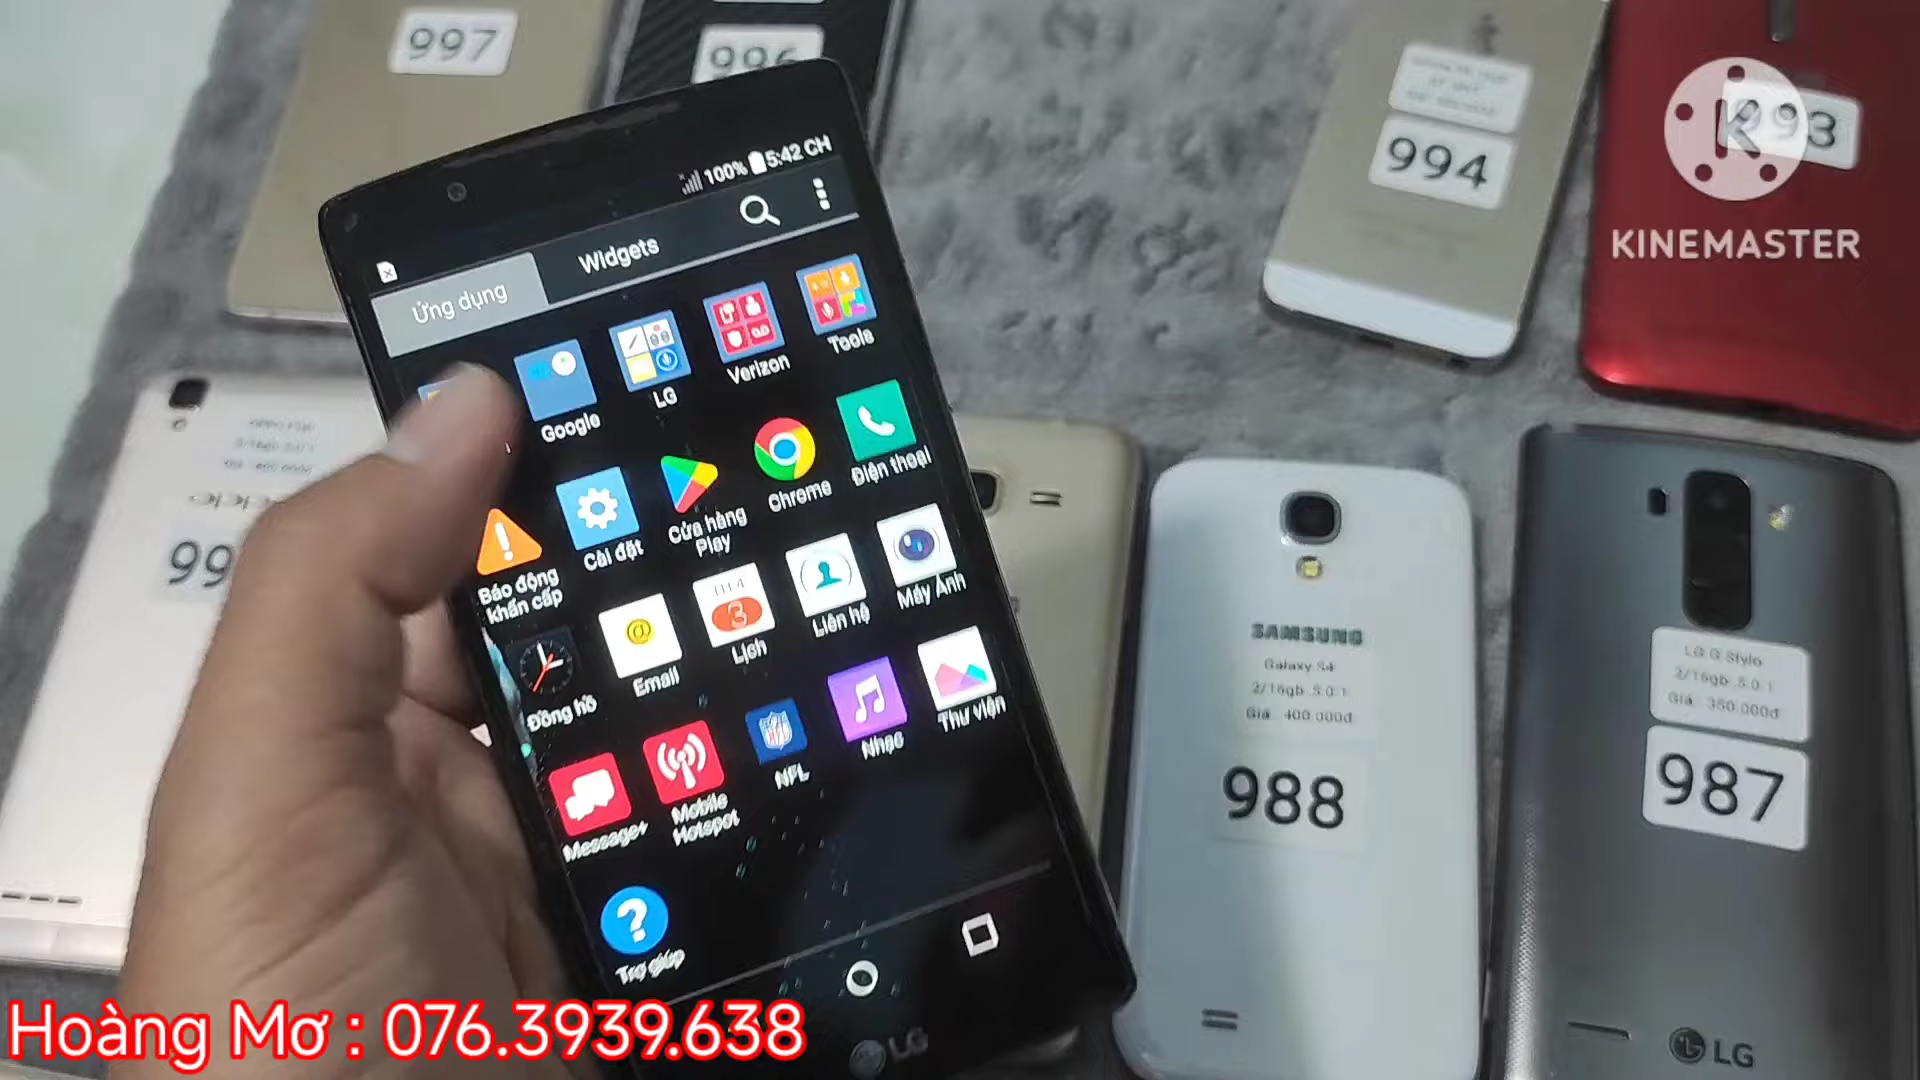 997
996
994
993
KINEMASTER
100% 5:42 CH
Ứng dụng
Widgets
Google
LG
Verizon
Tools
Báo động
khẩn cấp
Cài đặt
Cửa hàng
Play
Chrome
Điện thoại
Đồng hồ
Email
Lịch
Liên hệ
Máy Ảnh
Message+
Mobile
Hotspot
NFL
Nhạc
Thư viện
Trợ giúp
LG
SAMSUNG
Galaxy S4
2/16gb .5.0.1
Giá : 400.000đ
988
LG G Stylo
2/16gb .5.0.1
Giá : 350.000đ
987
LG
Hoàng Mơ : 076.3939.638